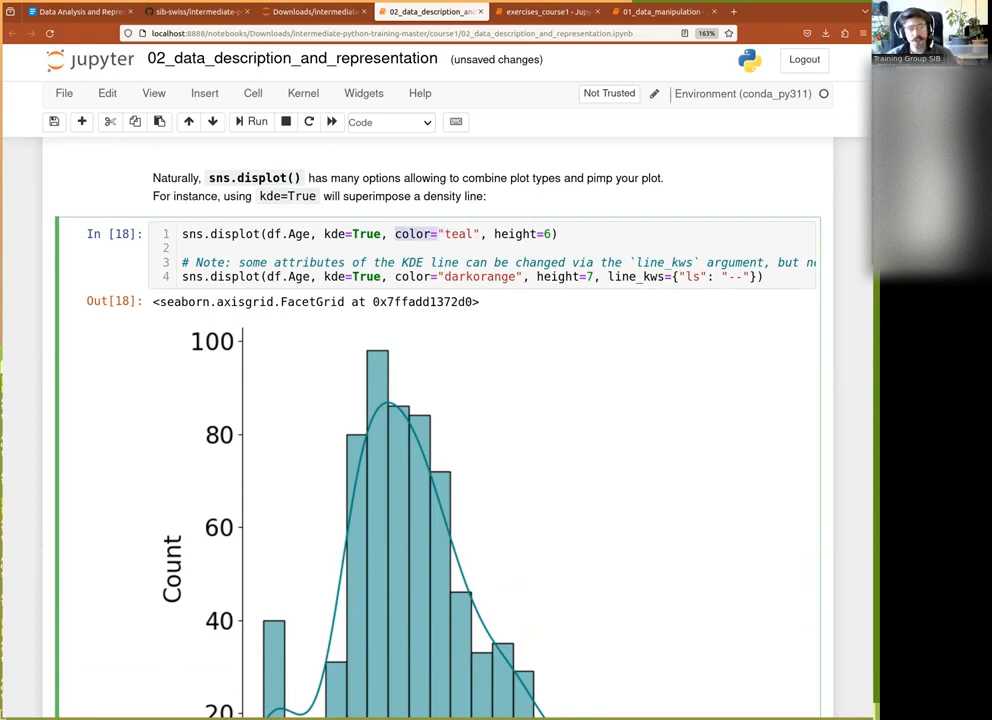 Data Analysis and Repres
sib-swiss/intermediate-p
Downloads/intermediate
02_data_description_and
exercises_course1 - Jupy
01_data_manipulation -
localhost:8888/notebooks/Downloads/intermediate-python-training-master/course1/02_data_description_and_representation.ipynb
163%
Training Group SIB
jupyter
02_data_description_and_representation (unsaved changes)
Logout
File Edit View Insert Cell Kernel Widgets Help
Not Trusted
Environment (conda_py311)
Run
Code
Naturally, sns.displot() has many options allowing to combine plot types and pimp your plot.
For instance, using kde=True will superimpose a density line:
In [18]:
1 sns.displot(df.Age, kde=True, color="teal", height=6)
2
3 # Note: some attributes of the KDE line can be changed via the `line_kws` argument, but no
4 sns.displot(df.Age, kde=True, color="darkorange", height=7, line_kws={"ls": "--"})
Out[18]: <seaborn.axisgrid.FacetGrid at 0x7ffadd1372d0>
100
80
60
Count
40
20